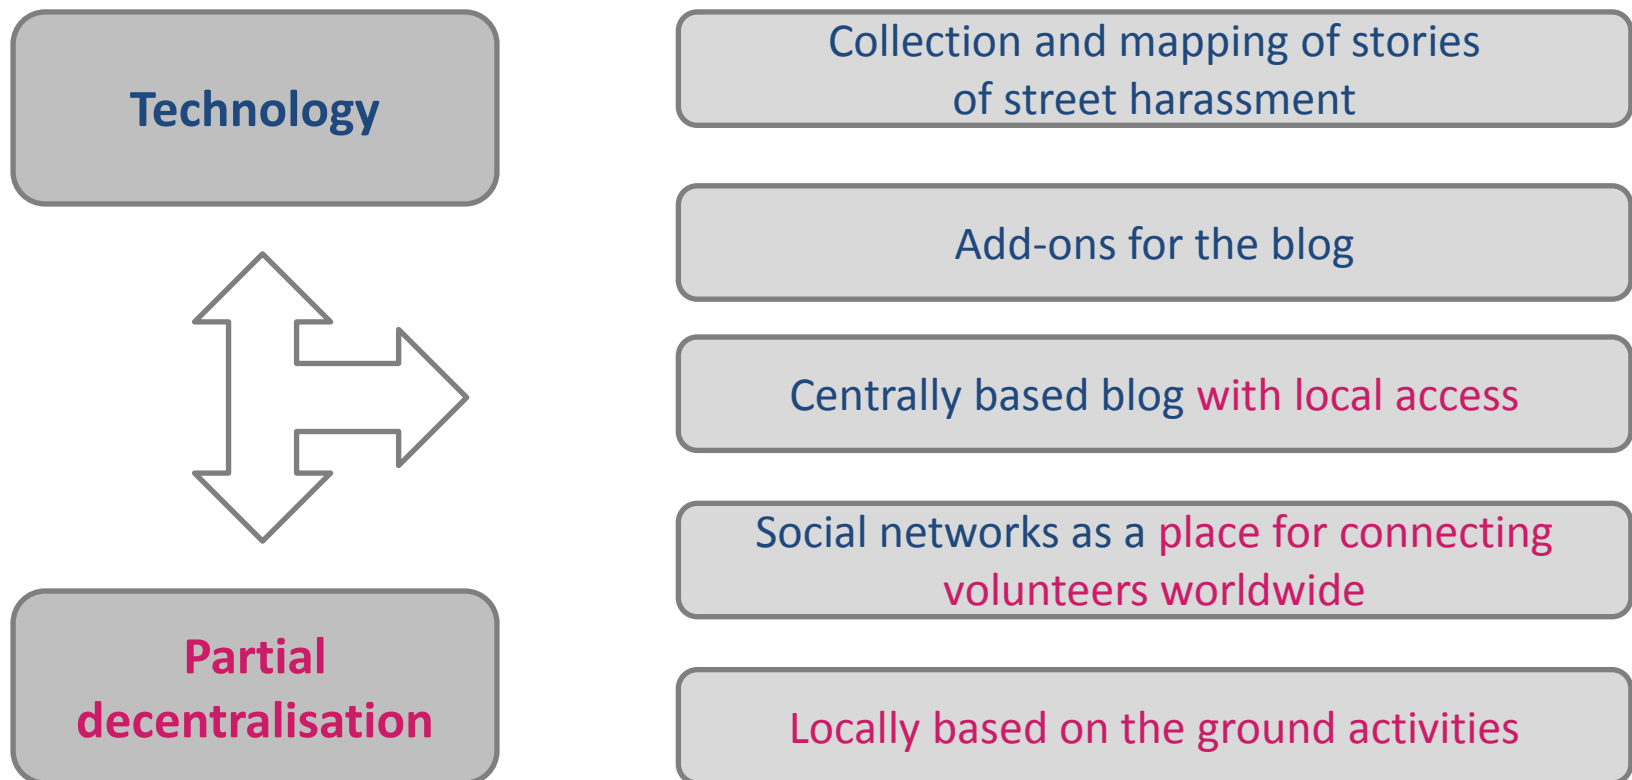 Technology
Partial
decentralisation
Collection and mapping of stories
of street harassment
Add-ons for the blog
Centrally based blog with local access
Social networks as a place for connecting
volunteers worldwide
Locally based on the ground activities